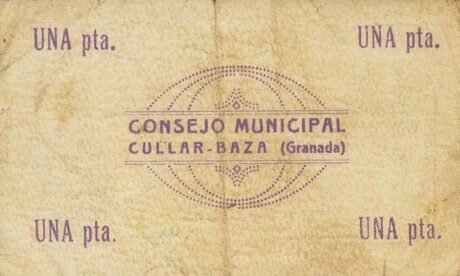 UNA pta. UNA pta.
CONSEJO MUNICIPAL
CULLAR-BAZA (Granada)
UNA pta. UNA pta.